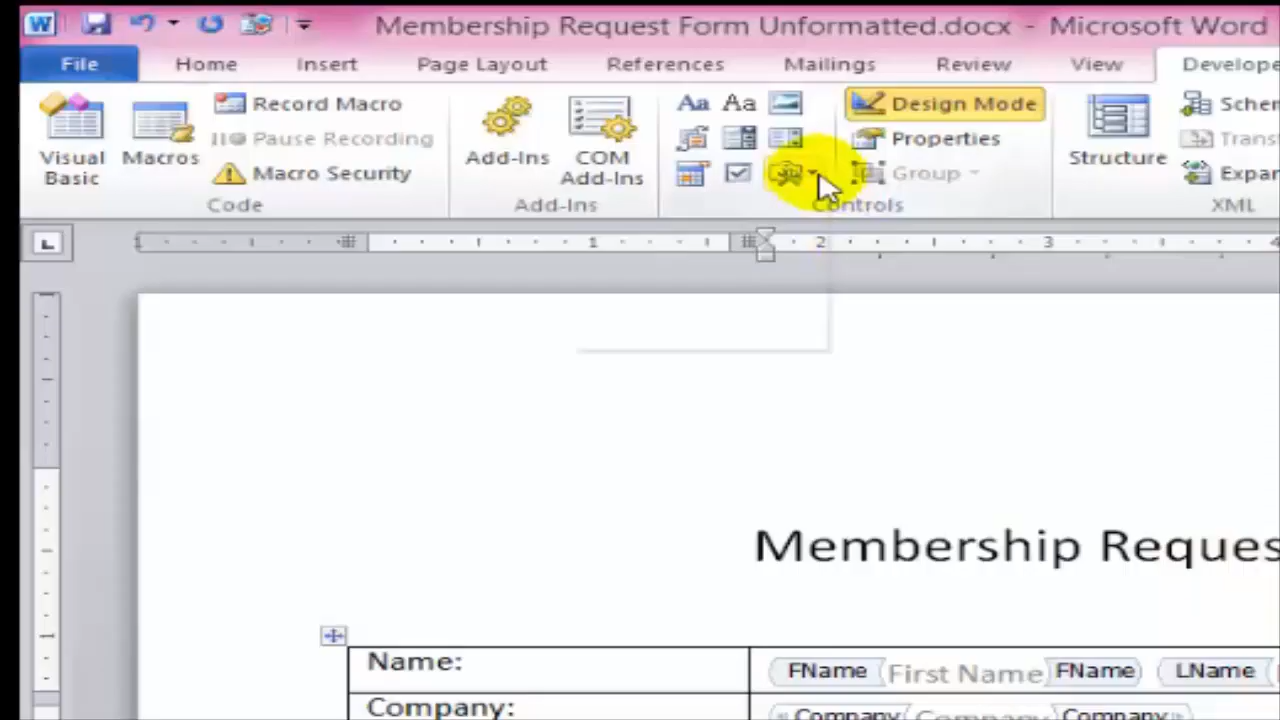 Membership Request Form Unformatted.docx - Microsoft Word
File Home Insert Page Layout References Mailings Review View Develope
Visual Basic
Macros
Record Macro
Pause Recording
Macro Security
Code
Add-Ins
COM Add-Ins
Add-Ins
Aa Aa
Design Mode
Properties
Group
Controls
Structure
Schem
Trans
Expan
XML
1 1 2 3
Membership Reques
Name: FName First Name FName LName
Company: Company Company Company